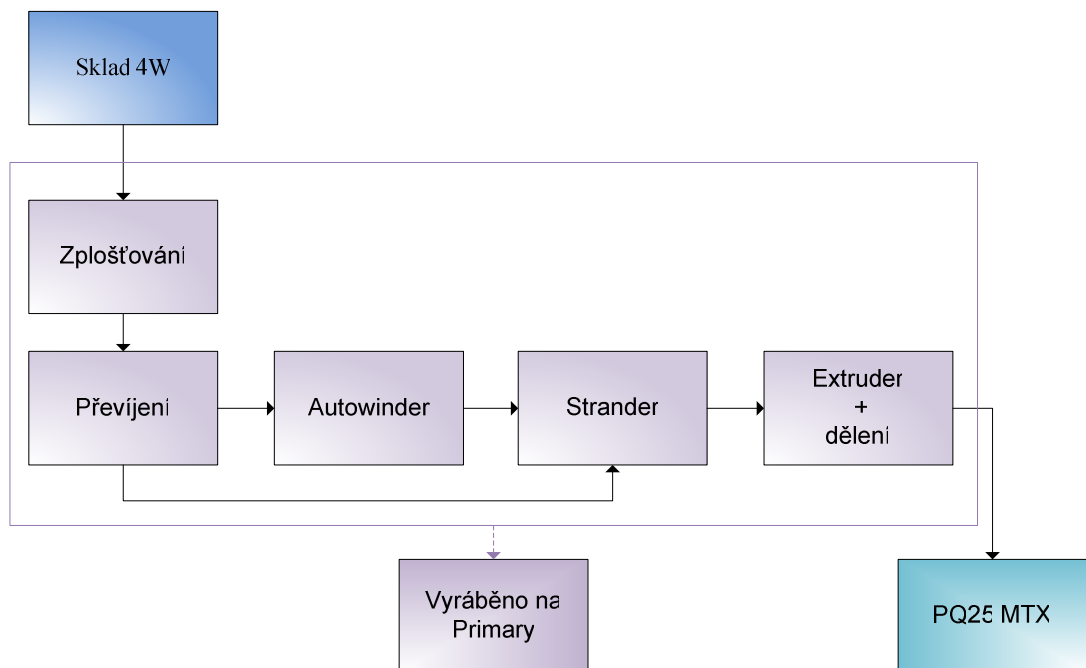 Sklad 4W
Zplošťování
Převíjení
Autowinder
Strander
Extruder
+
dělení
Vyráběno na
Primary
PQ25 MTX